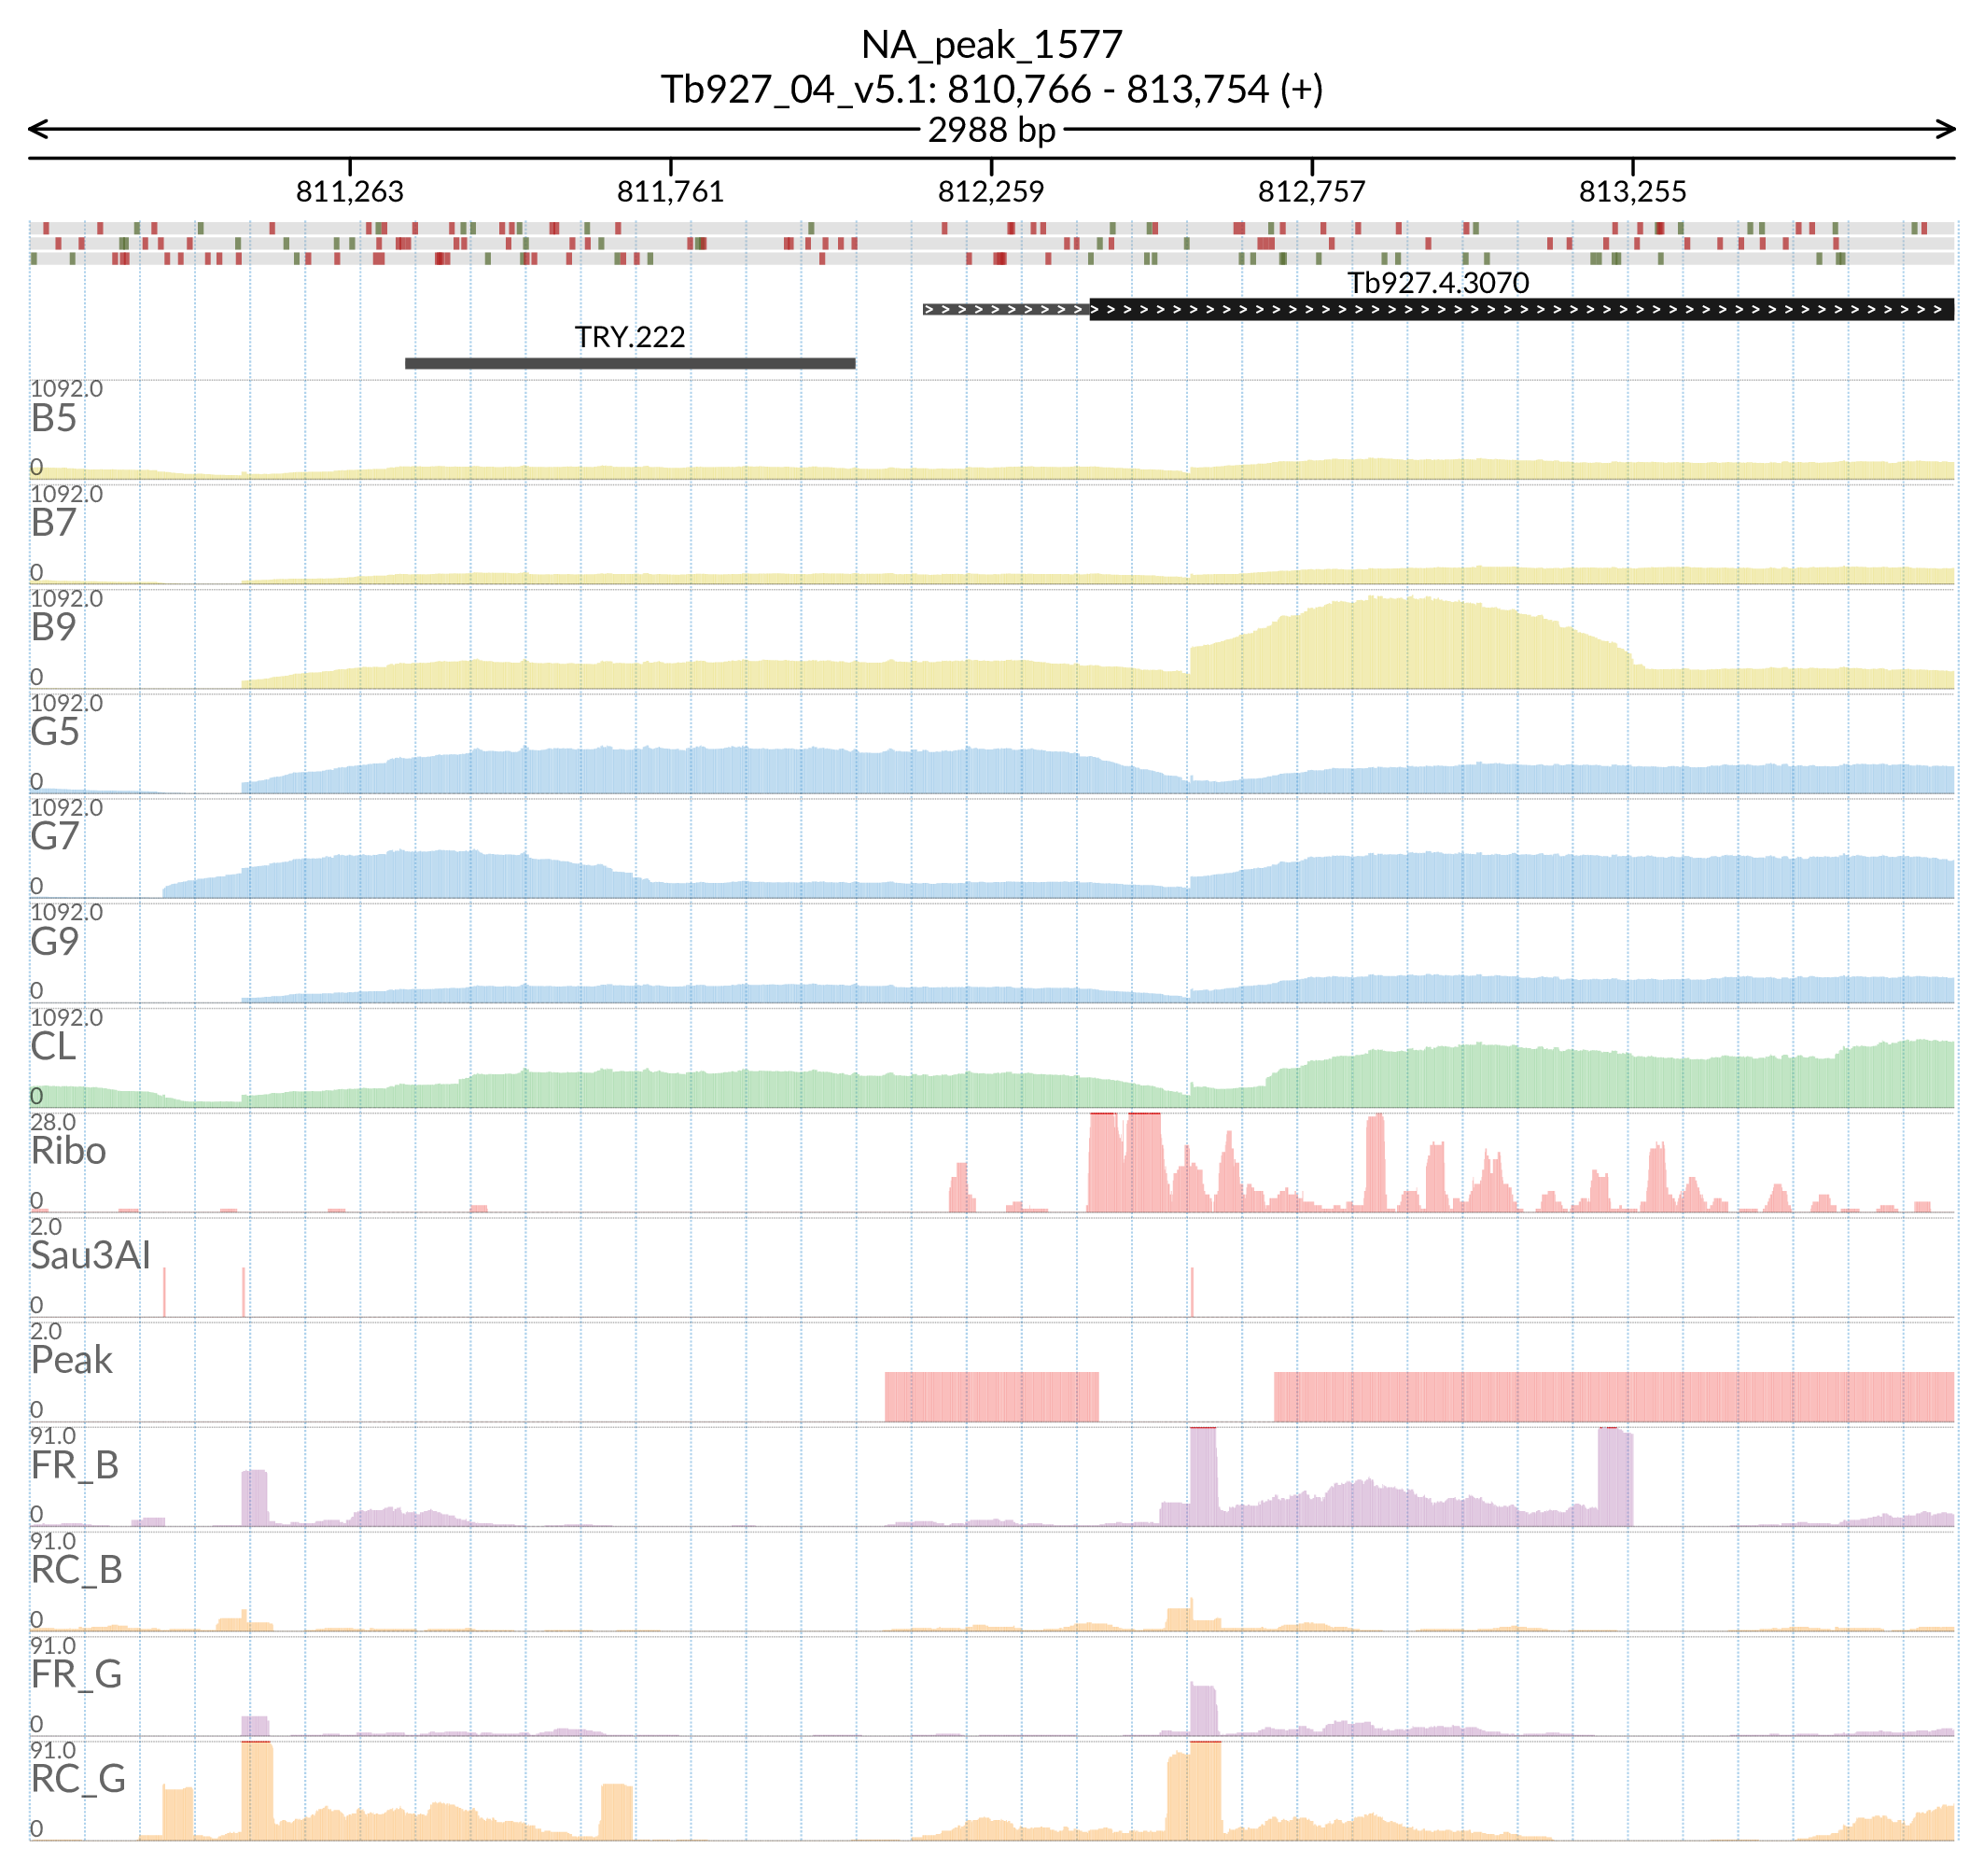 NA_peak_1577
Tb927_04_v5.1: 810,766 - 813,754 (+)
2988 bp
811,263 811,761 812,259 812,757 813,255
Tb927.4.3070
TRY.222
1092.0
B5
0
1092.0
B7
0
1092.0
B9
0
1092.0
G5
0
1092.0
G7
0
1092.0
G9
0
1092.0
CL
0
28.0
Ribo
0
2.0
Sau3AI
0
2.0
Peak
0
91.0
FR_B
0
91.0
RC_B
0
91.0
FR_G
0
91.0
RC_G
0